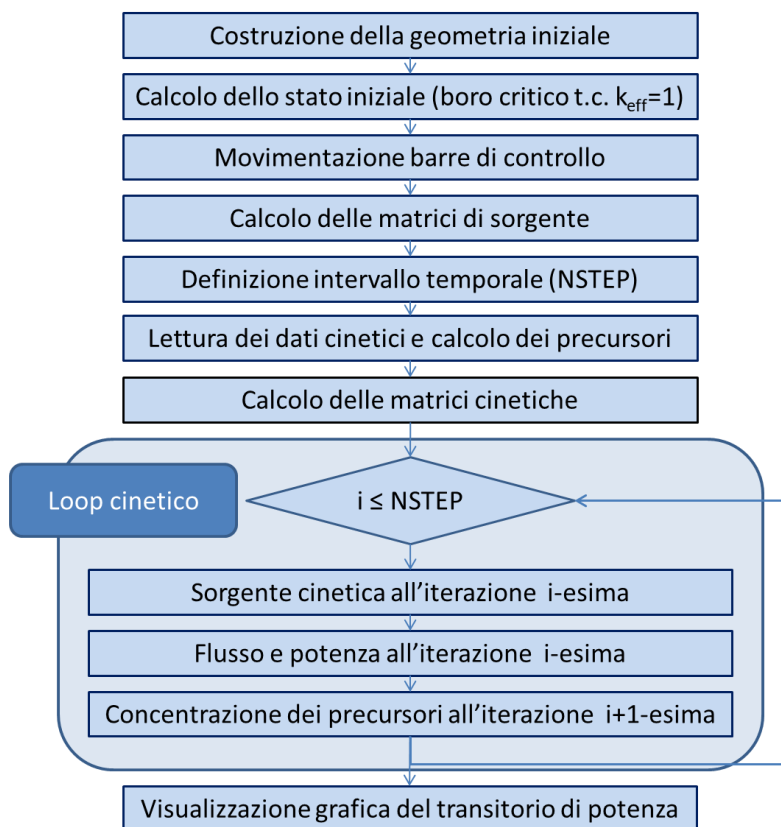 Costruzione della geometria iniziale
Calcolo dello stato iniziale (boro critico t.c. keff=1)
Movimentazione barre di controllo
Calcolo delle matrici di sorgente
Definizione intervallo temporale (NSTEP)
Lettura dei dati cinetici e calcolo dei precursori
Calcolo delle matrici cinetiche
Loop cinetico
i ≤ NSTEP
Sorgente cinetica all’iterazione i-esima
Flusso e potenza all’iterazione i-esima
Concentrazione dei precursori all’iterazione i+1-esima
Visualizzazione grafica del transitorio di potenza